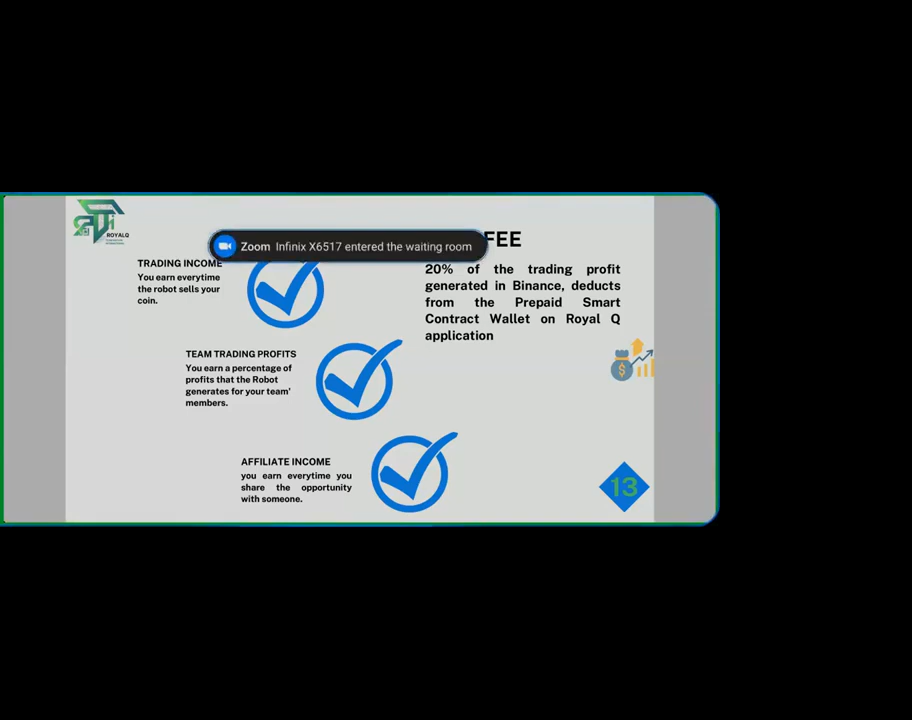 ROYALQ
Zoom Infinix X6517 entered the waiting room
FEE
TRADING INCOME
You earn everytime
the robot sells your
coin.
20% of the trading profit
generated in Binance, deducts
from the Prepaid Smart
Contract Wallet on Royal Q
application
TEAM TRADING PROFITS
You earn a percentage of
profits that the Robot
generates for your team'
members.
AFFILIATE INCOME
you earn everytime you
share the opportunity
with someone.
13